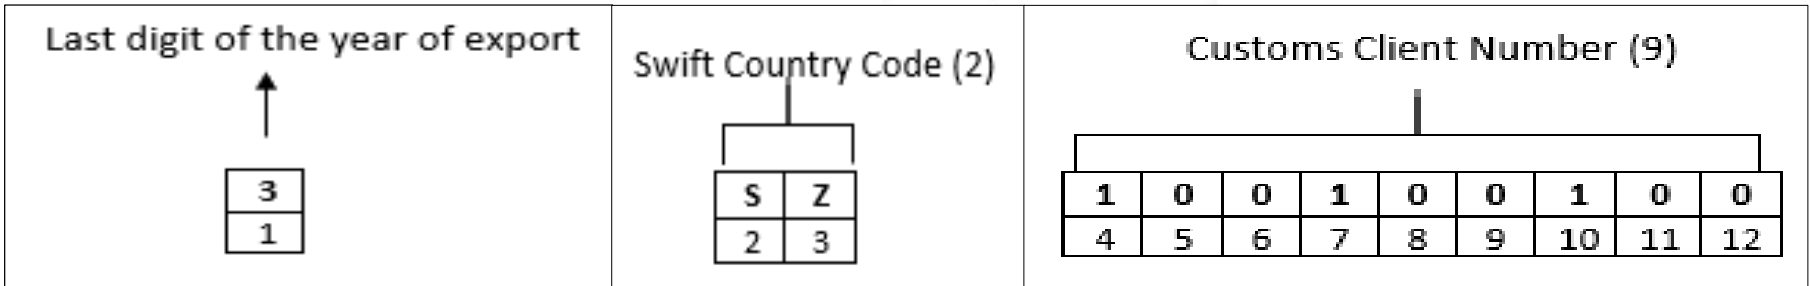 Last digit of the year of export
3
1
Swift Country Code (2)
S Z
2 3
Customs Client Number (9)
1 0 0 1 0 0 1 0 0
4 5 6 7 8 9 10 11 12